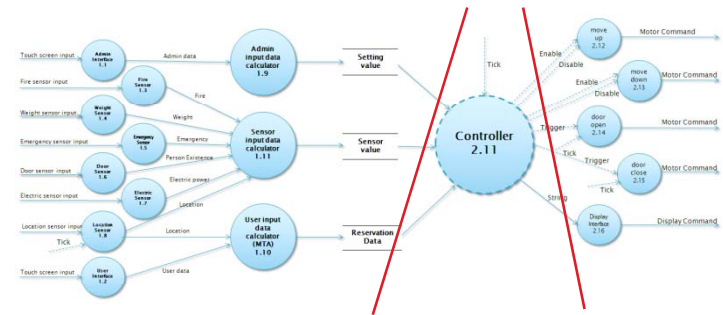 Touch screen input
Admin
Interface
1.1
Admin data
Admin
input data
calculator
1.9
Setting
value
Fire sensor input
Fire
Sensor
1.3
Fire
Weight sensor input
Weight
Sensor
1.4
Weight
Emergency sensor input
Emergency
Sensor
1.5
Emergency
Sensor
input data
calculator
1.11
Sensor
value
Door sensor input
Door
Sensor
1.6
Person Existence
Electric sensor input
Electric
Sensor
1.7
Electric power
Location
Location sensor input
Tick
Location
Sensor
1.8
Location
User input
data
calculator
(MTA)
1.10
Reservation
Data
Touch screen input
User
Interface
1.2
User data
Tick
Controller
2.11
Enable
Disable
move
up
2.12
Motor Command
Enable
Disable
move
down
2.13
Motor Command
Trigger
Tick
door
open
2.14
Motor Command
Trigger
Tick
door
close
2.15
Motor Command
String
Display
Interface
2.16
Display Command